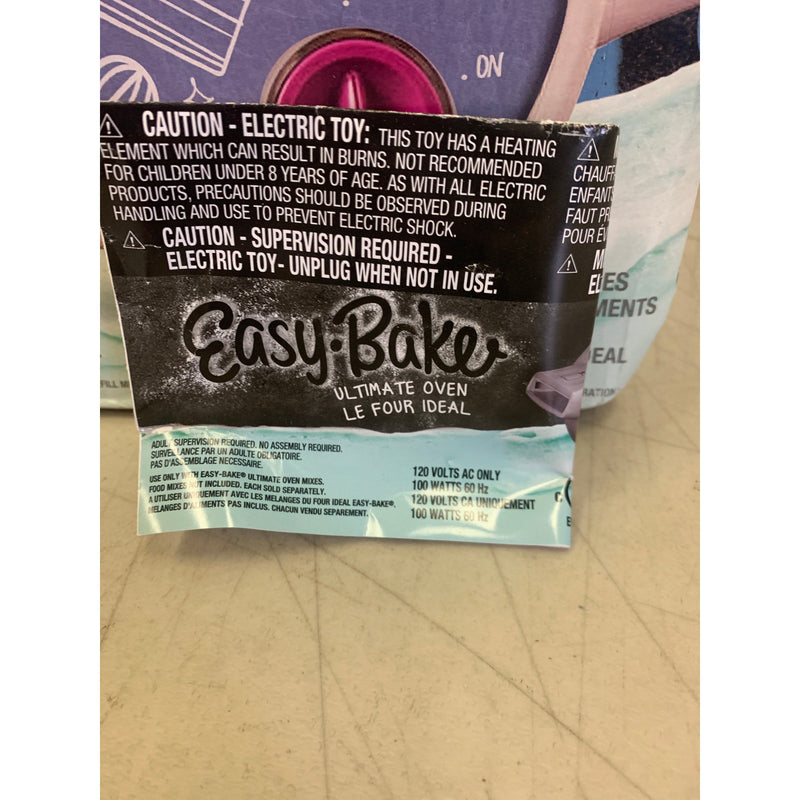 . ON
CAUTION - ELECTRIC TOY: THIS TOY HAS A HEATING
ELEMENT WHICH CAN RESULT IN BURNS. NOT RECOMMENDED
FOR CHILDREN UNDER 8 YEARS OF AGE. AS WITH ALL ELECTRIC
PRODUCTS, PRECAUTIONS SHOULD BE OBSERVED DURING
HANDLING AND USE TO PREVENT ELECTRIC SHOCK.
CAUTION - SUPERVISION REQUIRED -
ELECTRIC TOY- UNPLUG WHEN NOT IN USE.
Easy-Bake
ULTIMATE OVEN
LE FOUR IDEAL
ADULT SUPERVISION REQUIRED. NO ASSEMBLY REQUIRED.
SURVEILLANCE PAR UN ADULTE OBLIGATOIRE.
PAS D'ASSEMBLAGE NECESSAIRE.
USE ONLY WITH EASY-BAKE® ULTIMATE OVEN MIXES.
FOOD MIXES NOT INCLUDED. EACH SOLD SEPARATELY.
A UTILISER UNIQUEMENT AVEC LES MELANGES DU FOUR IDEAL EASY-BAKE®.
MELANGES D'ALIMENTS PAS INCLUS. CHACUN VENDU SEPAREMENT.
120 VOLTS AC ONLY
100 WATTS 60 Hz
120 VOLTS CA UNIQUEMENT
100 WATTS 60 Hz
CHAUFF
ENFANTS
FAUT PR
POUR ÉV
M
EL
ES
MENTS
EAL
FILL